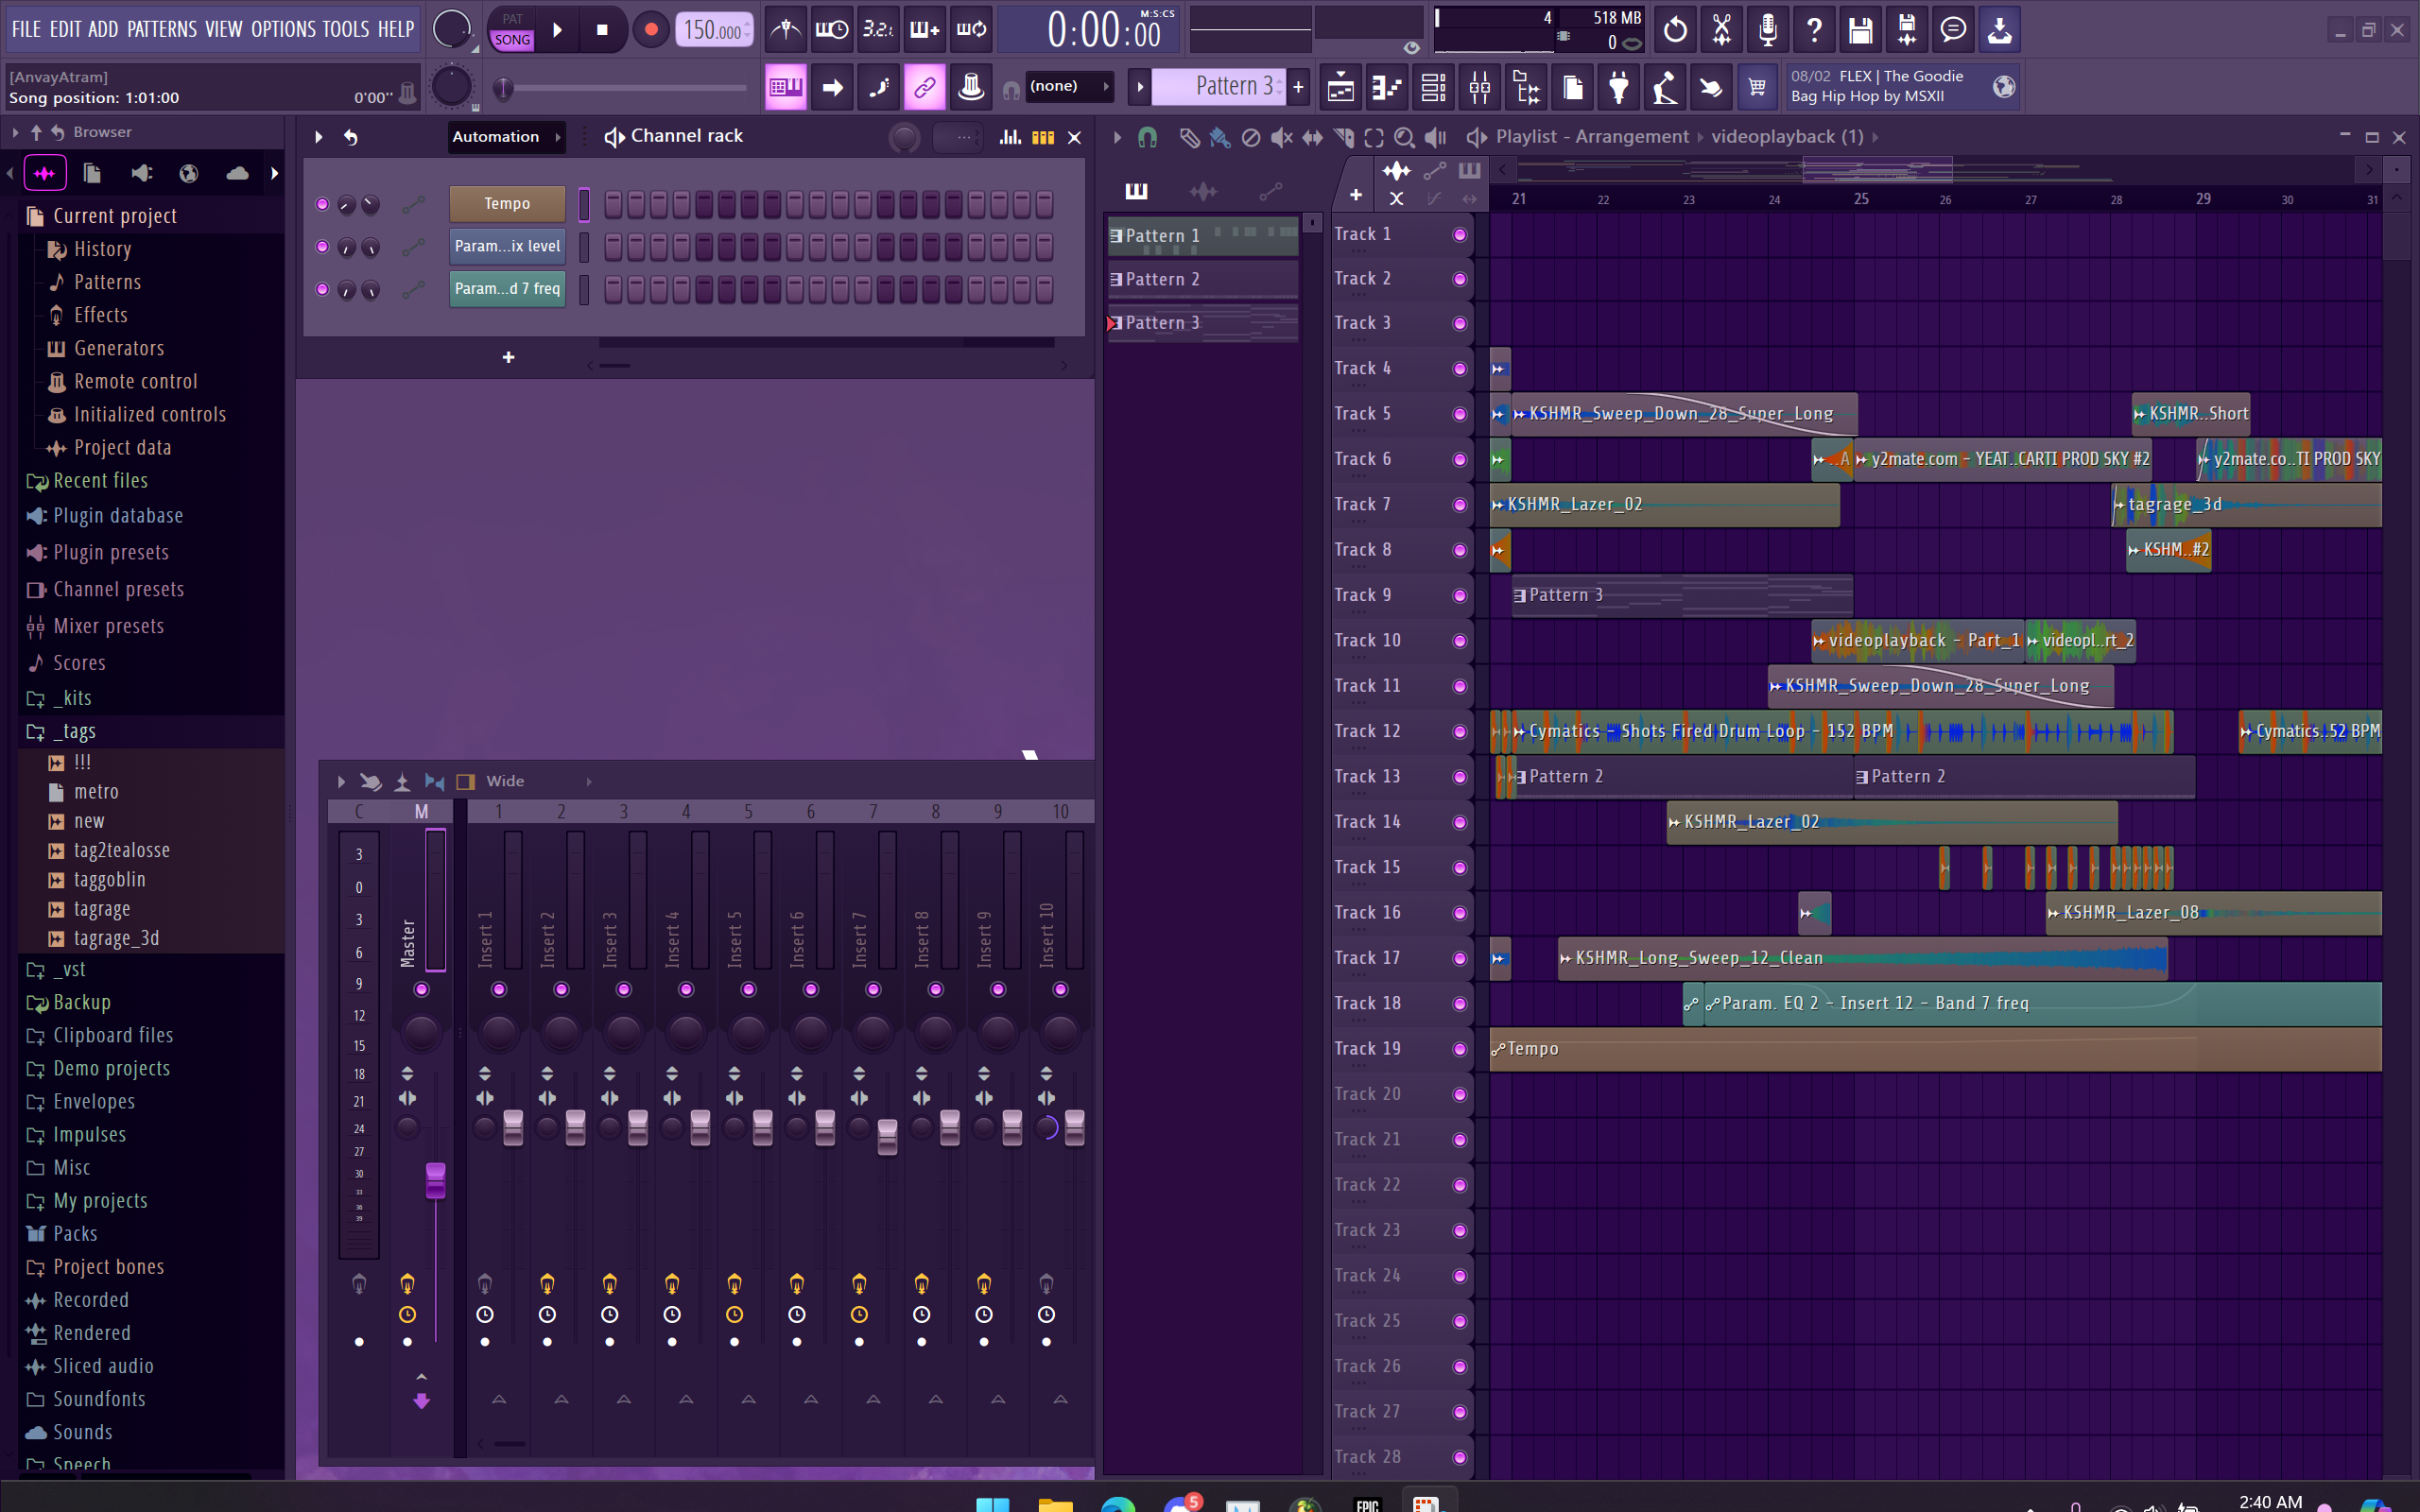 FILE EDIT ADD PATTERNS VIEW OPTIONS TOOLS HELP
PAT
SONG
150.000
3.2.
M:S:CS
0:00:00
4
518 MB
0
[AnvayAtram]
Song position: 1:01:00
0'00"
(none)
Pattern 3
08/02 FLEX | The Goodie
Bag Hip Hop by MSXII
Browser
Current project
History
Patterns
Effects
Generators
Remote control
Initialized controls
Project data
Recent files
Plugin database
Plugin presets
Channel presets
Mixer presets
Scores
_kits
_tags
!!!
metro
new
tag2tealosse
taggoblin
tagrage
tagrage_3d
_vst
Backup
Clipboard files
Demo projects
Envelopes
Impulses
Misc
My projects
Packs
Project bones
Recorded
Rendered
Sliced audio
Soundfonts
Sounds
Speech
Automation
Channel rack
Tempo
Param...ix level
Param...d 7 freq
Wide
C M 1 2 3 4 5 6 7 8 9 10
3
0
3
6
9
12
15
18
21
24
27
30
33
36
39
Master
Insert 1
Insert 2
Insert 3
Insert 4
Insert 5
Insert 6
Insert 7
Insert 8
Insert 9
Insert 10
Playlist - Arrangement videoplayback (1)
Pattern 1
Pattern 2
Pattern 3
21 22 23 24 25 26 27 28 29 30 31
Track 1
Track 2
Track 3
Track 4
Track 5
KSHMR_Sweep_Down_28_Super_Long
KSHMR..Short
Track 6
..A
y2mate.com - YEAT..CARTI PROD SKY #2
y2mate.co..TI PROD SKY
Track 7
KSHMR_Lazer_02
tagrage_3d
Track 8
KSHM..#2
Track 9
Pattern 3
Track 10
videoplayback - Part_1
videopl..rt_2
Track 11
KSHMR_Sweep_Down_28_Super_Long
Track 12
Cymatics - Shots Fired Drum Loop - 152 BPM
Cymatics..52 BPM
Track 13
Pattern 2
Pattern 2
Track 14
KSHMR_Lazer_02
Track 15
Track 16
KSHMR_Lazer_08
Track 17
KSHMR_Long_Sweep_12_Clean
Track 18
Param. EQ 2 - Insert 12 - Band 7 freq
Track 19
Tempo
Track 20
Track 21
Track 22
Track 23
Track 24
Track 25
Track 26
Track 27
Track 28
5
EPIC
2:40 AM